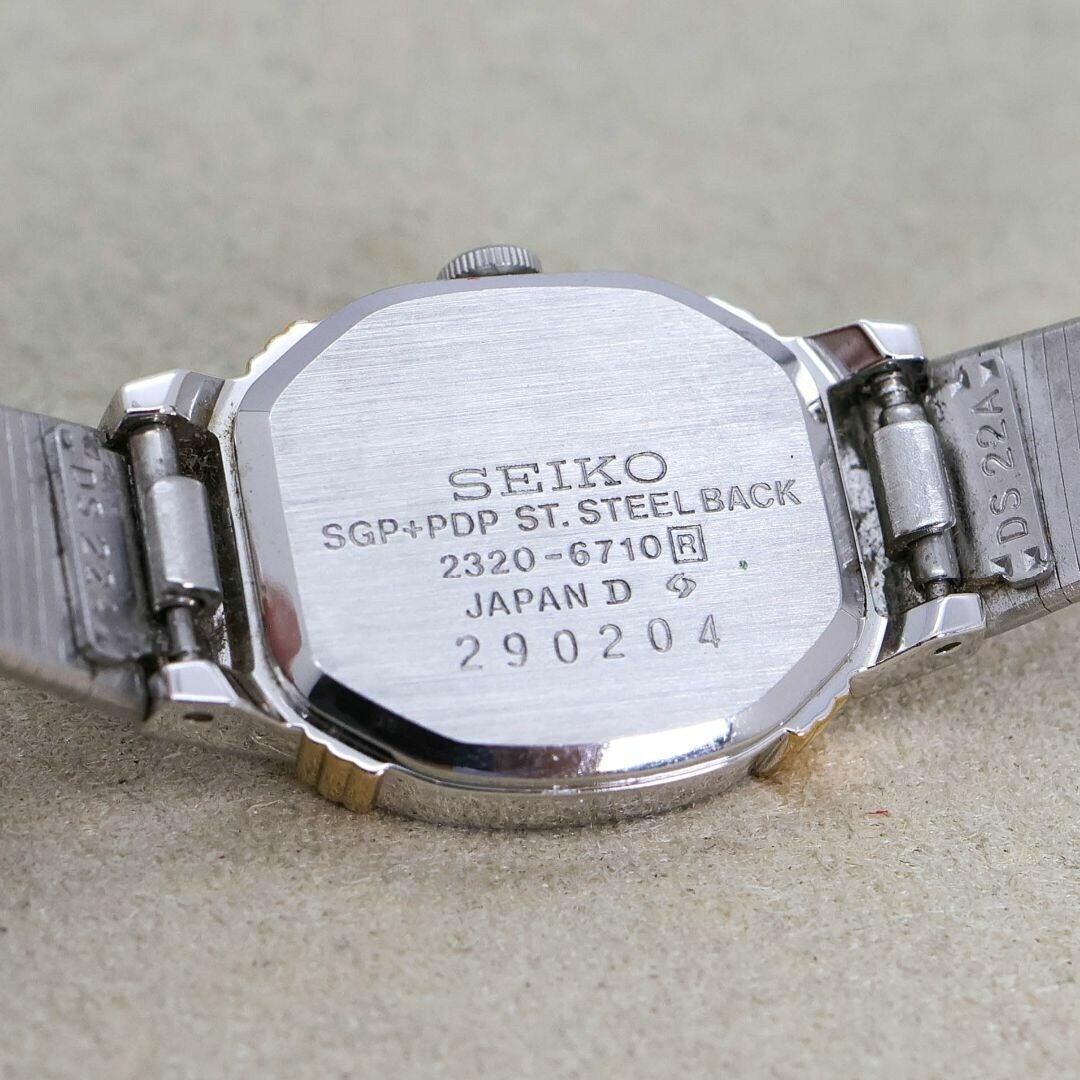 SEIKO
SGP+PDP ST. STEEL BACK
2320-6710 R
JAPAN D
290204
DS 22A